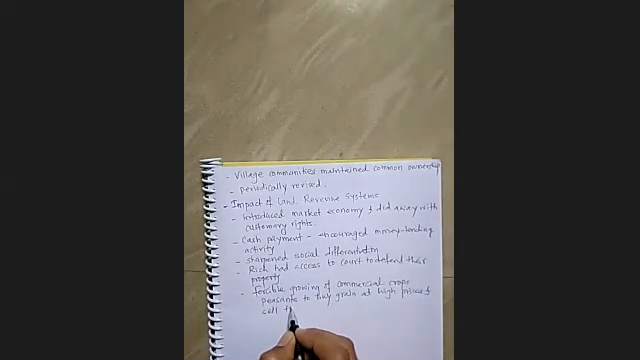 - Village communities maintained common ownership
- periodically revised.
- Impact of Land Revenue Systems
- introduced market economy & did away with
customary rights.
- Cash payment - encouraged money-lending
activity
- sharpened social differentiation
- Rich had access to court to defend their
property
- forcible growing of commercial crops
peasants to buy grain at high prices &
sell t